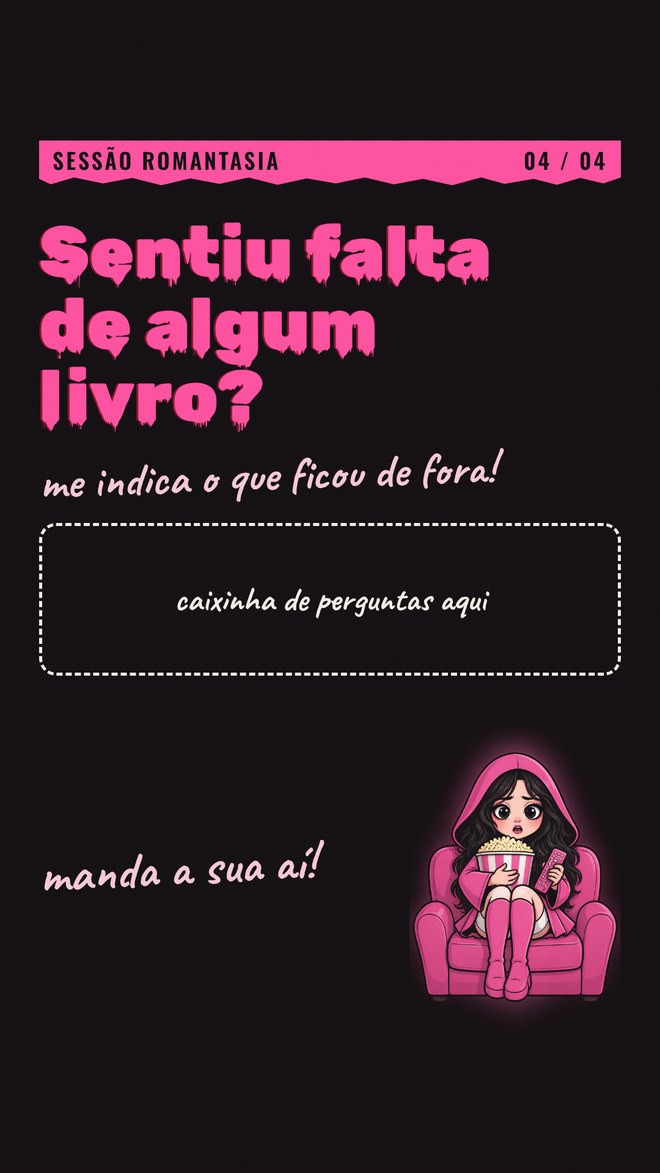 SESSÃO ROMANTASIA 04 / 04
Sentiu falta
de algum
livro?
me indica o que ficou de fora!
caixinha de perguntas aqui
manda a sua aí!